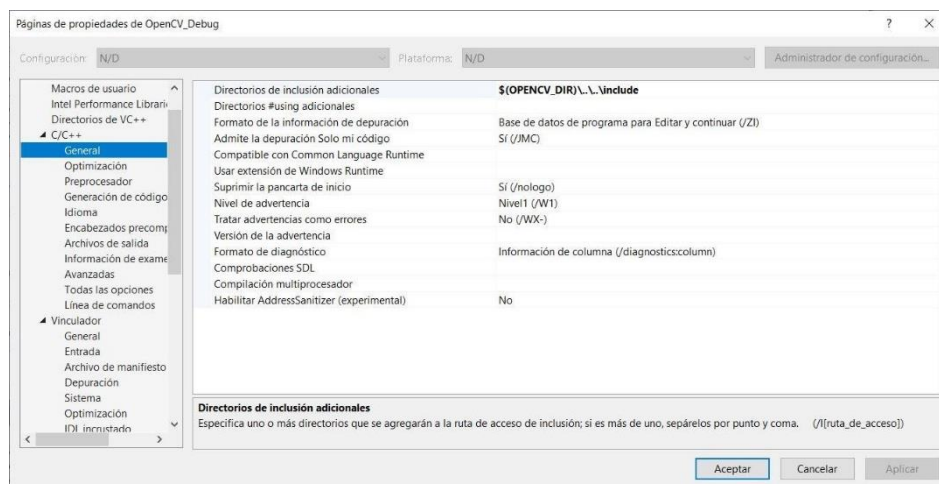 Páginas de propiedades de OpenCV_Debug
?
Configuración: N/D
Plataforma: N/D
Administrador de configuración...
Macros de usuario
Intel Performance Librari
Directorios de VC++
C/C++
General
Optimización
Preprocesador
Generación de código
Idioma
Encabezados precomp
Archivos de salida
Información de exame
Avanzadas
Todas las opciones
Línea de comandos
Vinculador
General
Entrada
Archivo de manifiesto
Depuración
Sistema
Optimización
IDL incrustado
Directorios de inclusión adicionales $(OPENCV_DIR)\..\..\include
Directorios #using adicionales
Formato de la información de depuración Base de datos de programa para Editar y continuar (/ZI)
Admite la depuración Solo mi código Sí (/JMC)
Compatible con Common Language Runtime
Usar extensión de Windows Runtime
Suprimir la pancarta de inicio Sí (/nologo)
Nivel de advertencia Nivel1 (/W1)
Tratar advertencias como errores No (/WX-)
Versión de la advertencia
Formato de diagnóstico Información de columna (/diagnostics:column)
Comprobaciones SDL
Compilación multiprocesador
Habilitar AddressSanitizer (experimental) No
Directorios de inclusión adicionales
Especifica uno o más directorios que se agregarán a la ruta de acceso de inclusión; si es más de uno, sepárelos por punto y coma. (/I[ruta_de_acceso])
Aceptar
Cancelar
Aplicar